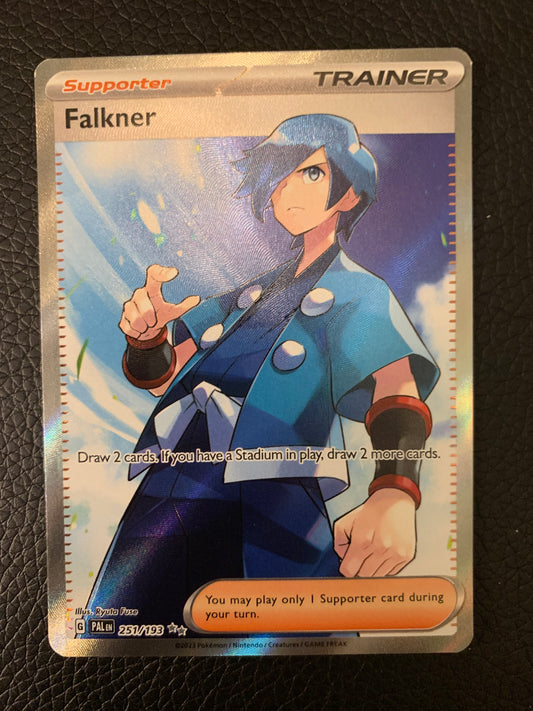 Supporter TRAINER
Falkner
Draw 2 cards. If you have a Stadium in play, draw 2 more cards.
You may play only 1 Supporter card during
your turn.
Illus. Ryuta Fuse
G PAL EN 251/193
©2023 Pokémon / Nintendo / Creatures / GAME FREAK